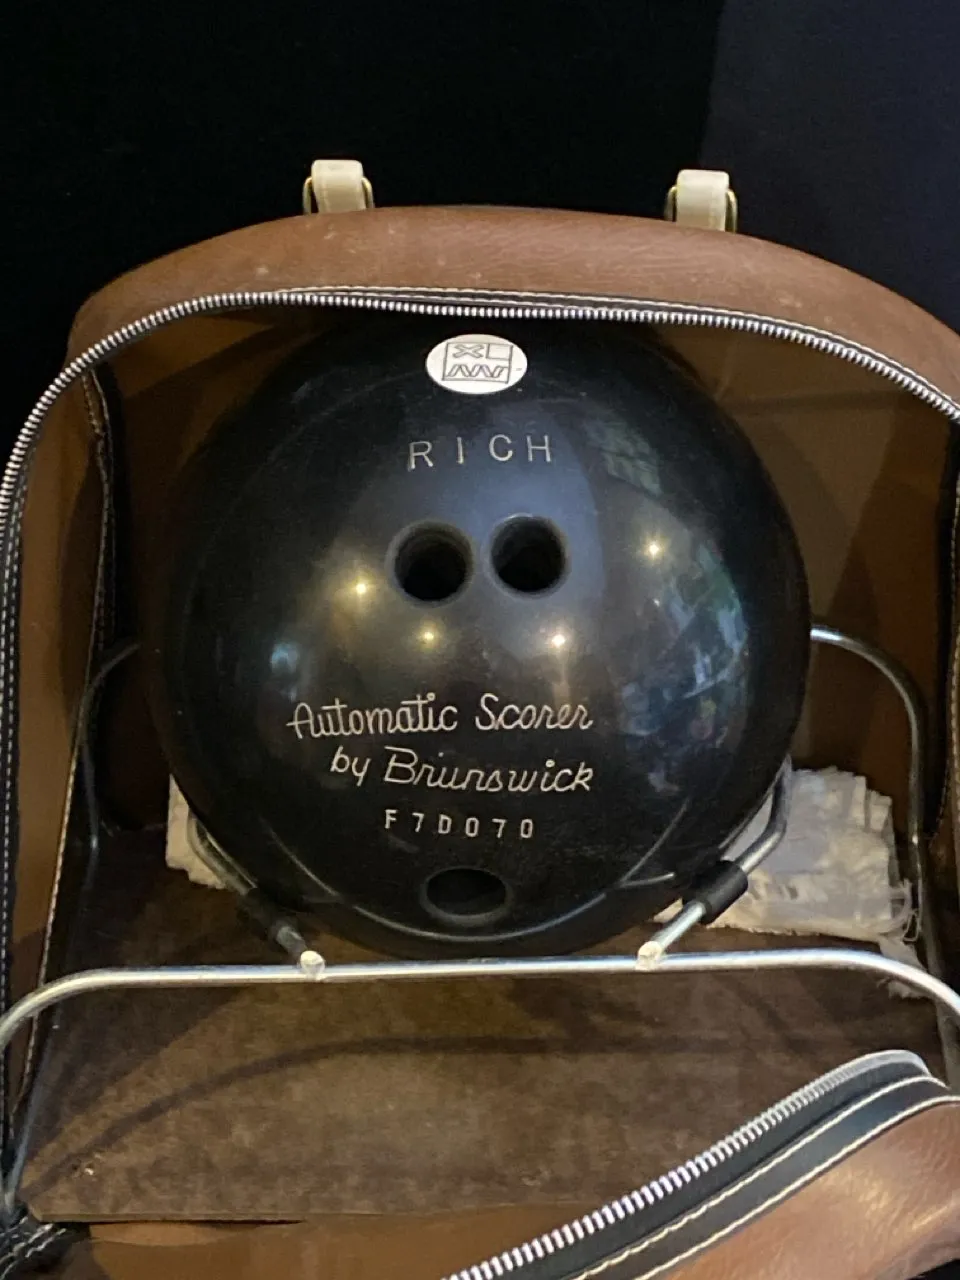 RICH
Automatic Scorer
by Brunswick
F7D070